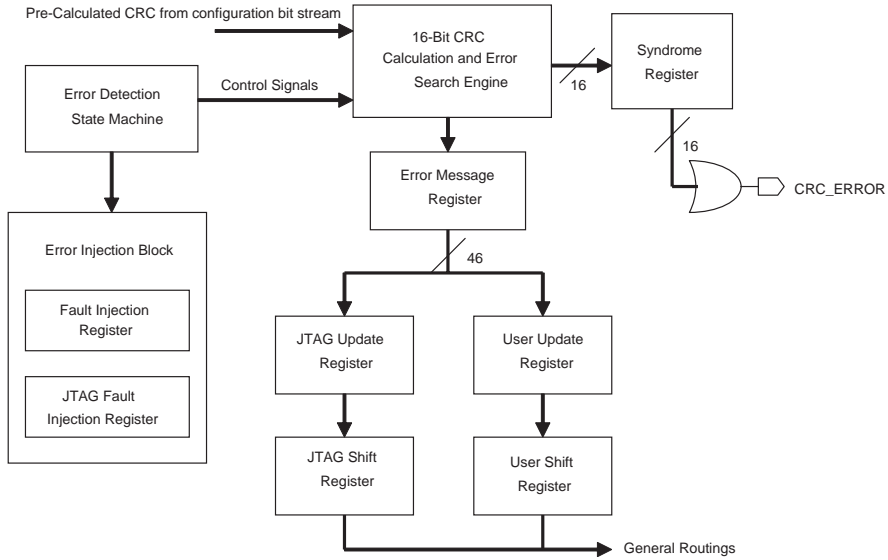 Pre-Calculated CRC from configuration bit stream
16-Bit CRC
Calculation and Error
Search Engine
Syndrome
Register
Control Signals
Error Detection
State Machine
16
16
CRC_ERROR
Error Message
Register
46
Error Injection Block
Fault Injection
Register
JTAG Fault
Injection Register
JTAG Update
Register
User Update
Register
JTAG Shift
Register
User Shift
Register
General Routings